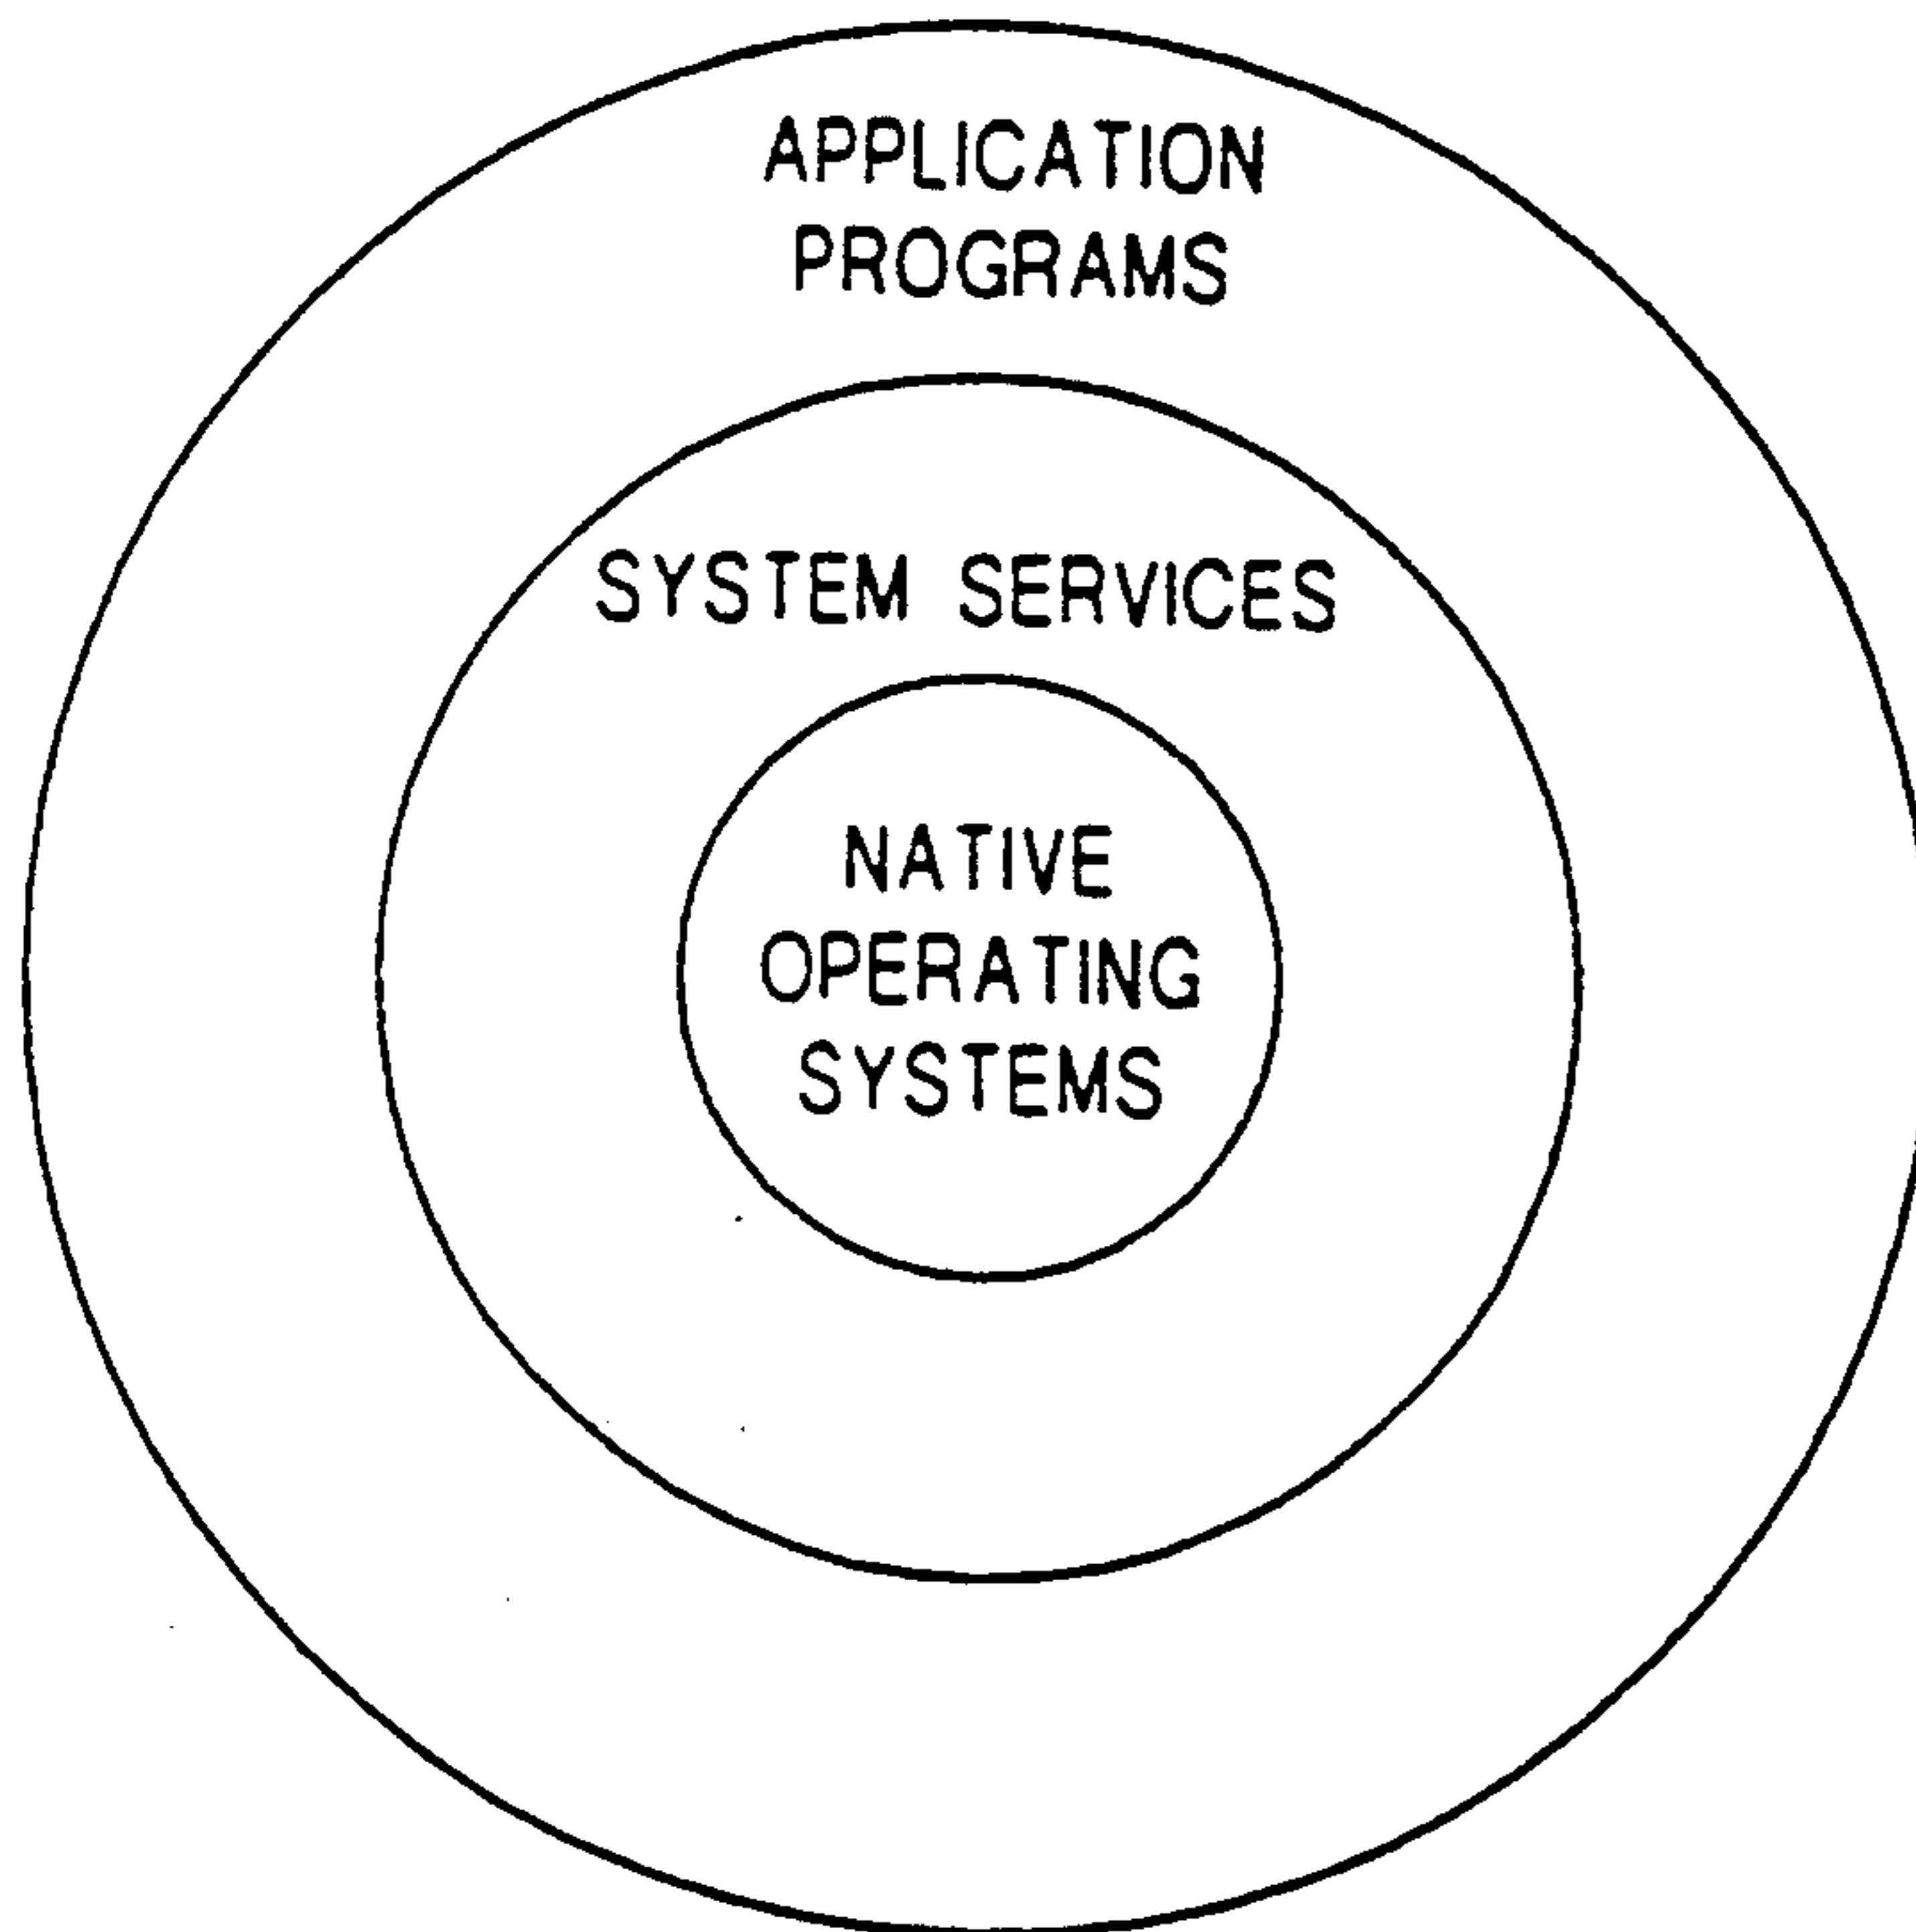 APPLICATION
PROGRAMS
SYSTEM SERVICES
NATIVE
OPERATING
SYSTEMS